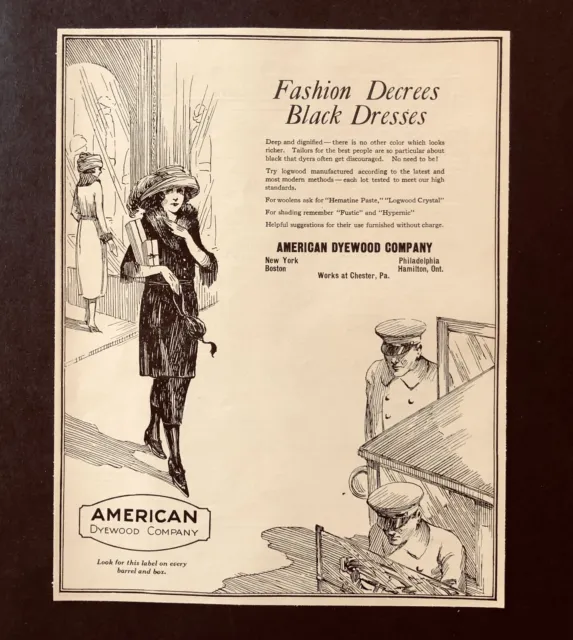 Fashion Decrees
Black Dresses
Deep and dignified — there is no other color which looks
richer. Tailors for the best people are so particular about
black that dyers often get discouraged. No need to be!
Try logwood manufactured according to the latest and
most modern methods — each lot tested to meet our high
standards.
For woolens ask for "Hematine Paste," "Logwood Crystal"
For shading remember "Fustic" and "Hypernic"
Helpful suggestions for their use furnished without charge.
AMERICAN DYEWOOD COMPANY
New York Philadelphia
Boston Hamilton, Ont.
Works at Chester, Pa.
AMERICAN
DYEWOOD COMPANY
Look for this label on every
barrel and box.